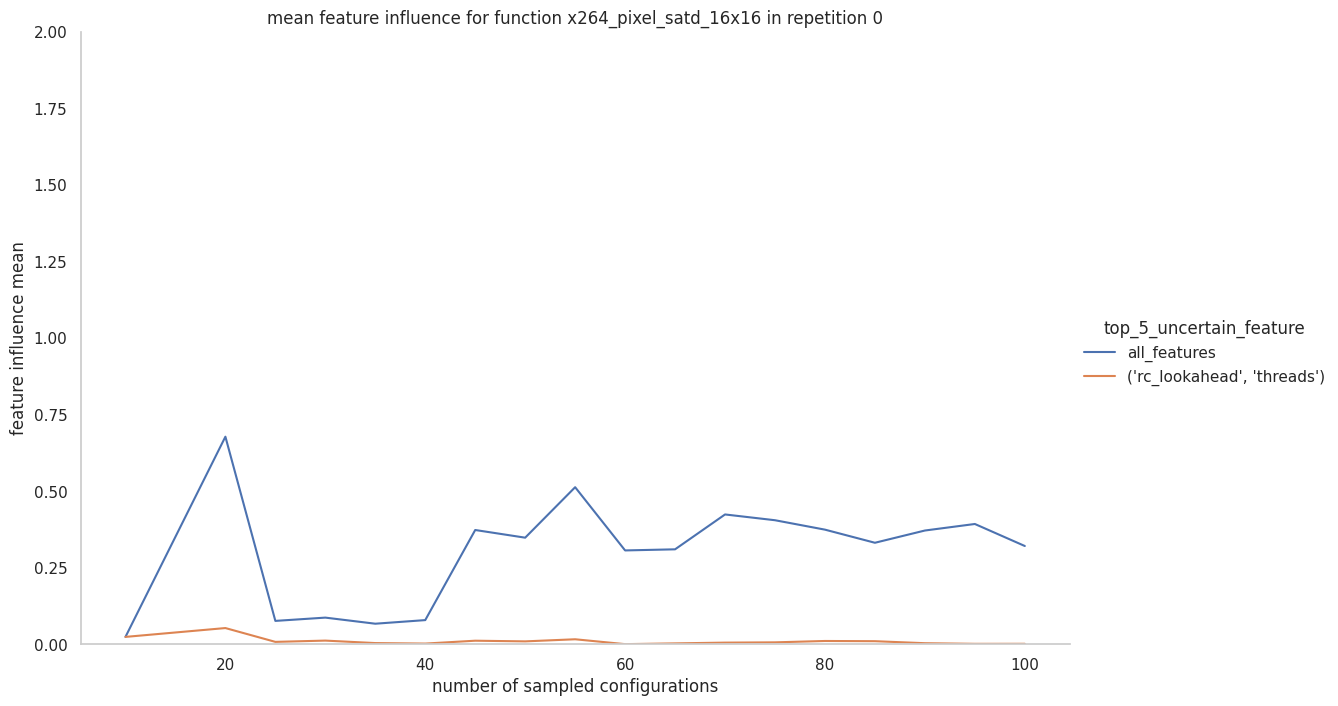 mean feature influence for function x264_pixel_satd_16x16 in repetition 0
2.00
1.75
1.50
1.25
1.00
0.75
0.50
0.25
0.00
feature influence mean
20 40 60 80 100
number of sampled configurations
top_5_uncertain_feature
all_features
('rc_lookahead', 'threads')